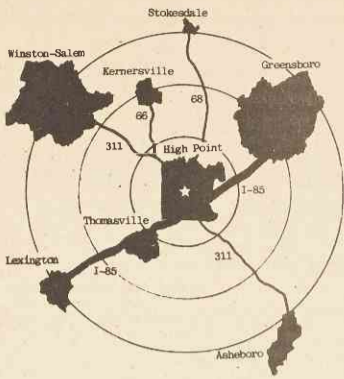 Stokesdale
Winston-Salem
Kernersville
Greensboro
68
66
High Point
311
I-85
Thomasville
Lexington
I-85
311
Asheboro